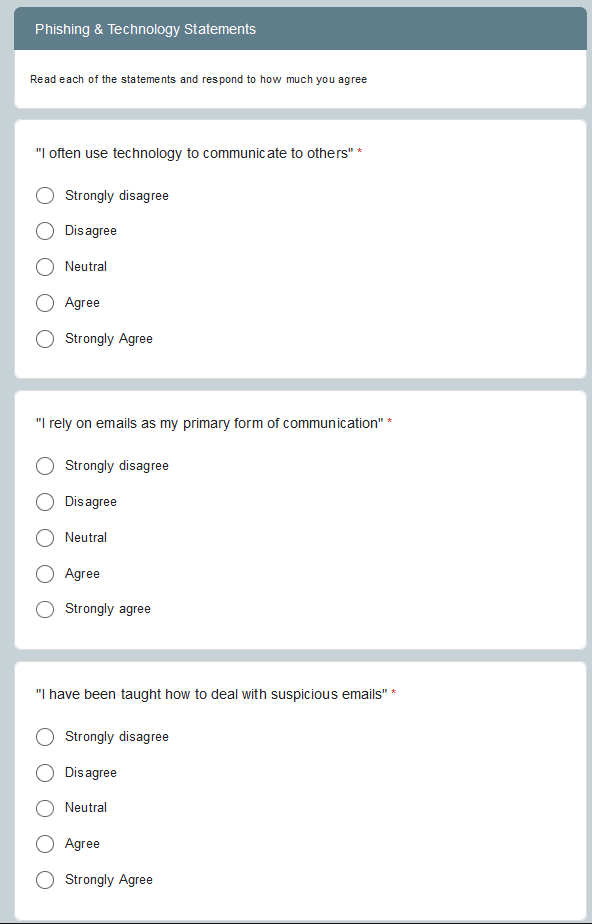 Phishing & Technology Statements
Read each of the statements and respond to how much you agree
"I often use technology to communicate to others" *
Strongly disagree
Disagree
Neutral
Agree
Strongly Agree
"I rely on emails as my primary form of communication" *
Strongly disagree
Disagree
Neutral
Agree
Strongly agree
"I have been taught how to deal with suspicious emails" *
Strongly disagree
Disagree
Neutral
Agree
Strongly Agree